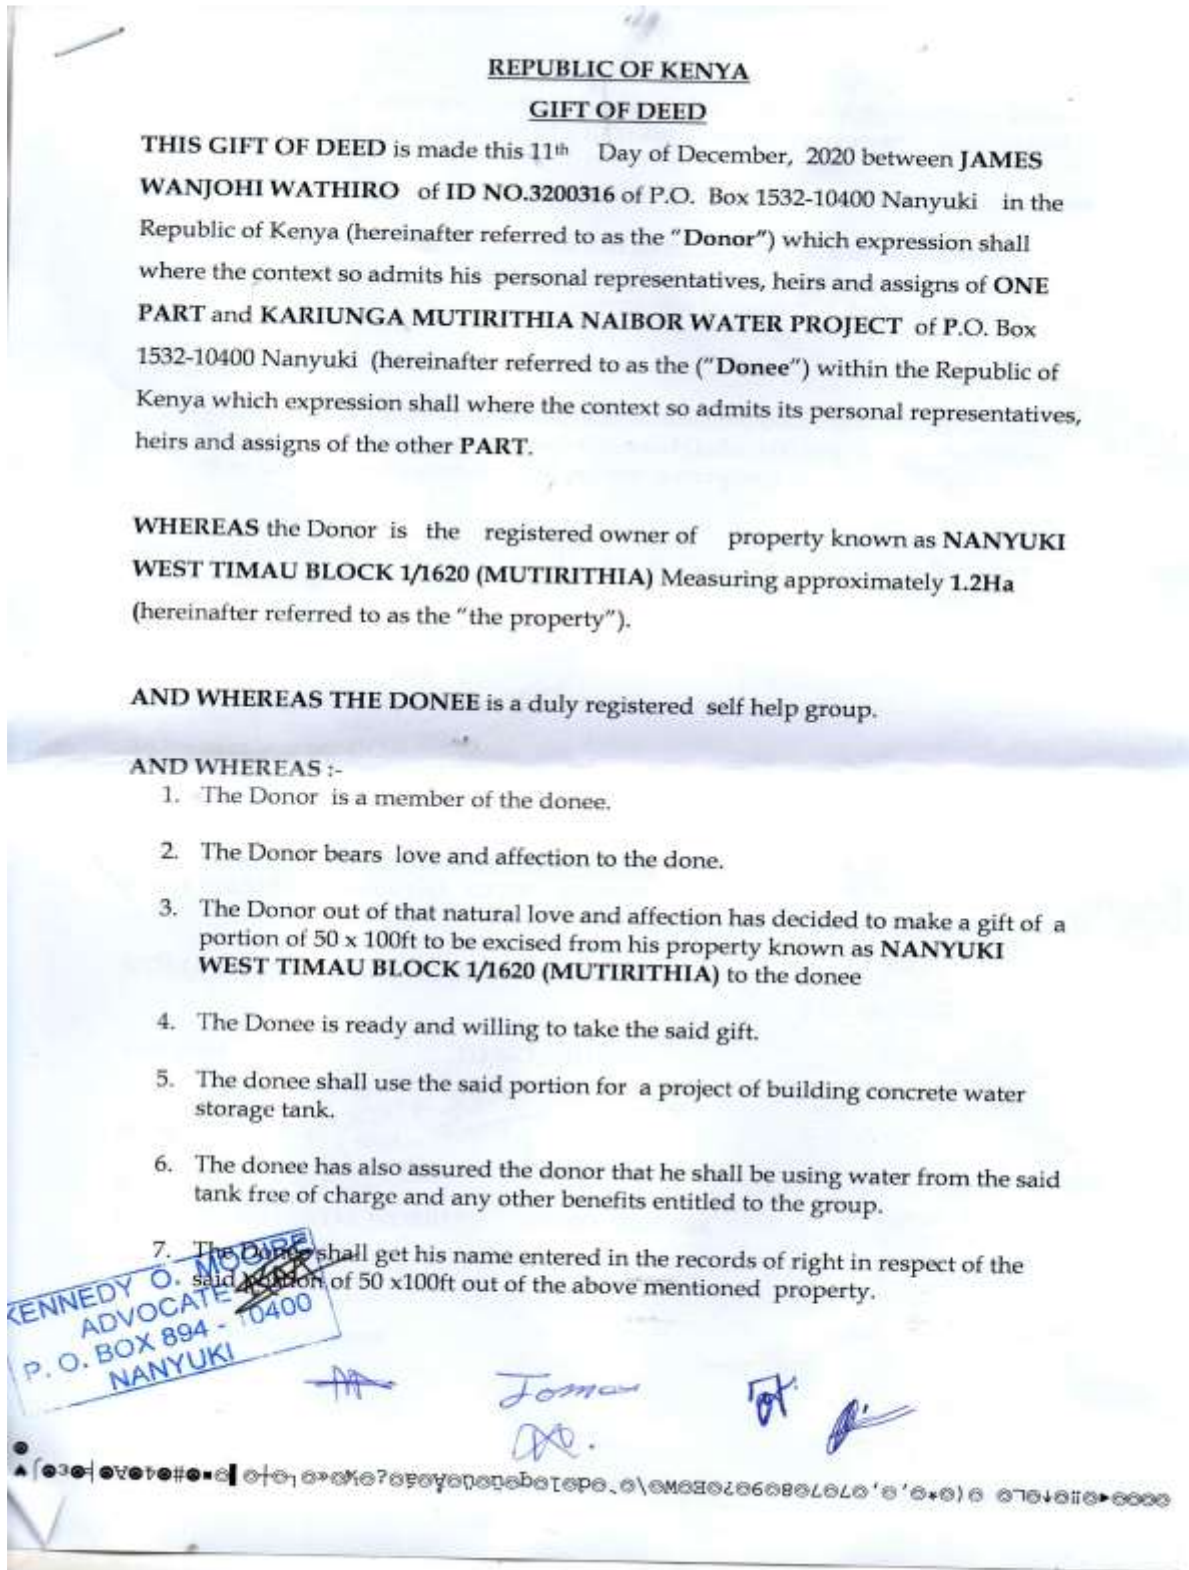 REPUBLIC OF KENYA
GIFT OF DEED
THIS GIFT OF DEED is made this 11th Day of December, 2020 between JAMES
WANJOHI WATHIRO of ID NO.3200316 of P.O. Box 1532-10400 Nanyuki in the
Republic of Kenya (hereinafter referred to as the "Donor") which expression shall
where the context so admits his personal representatives, heirs and assigns of ONE
PART and KARIUNGA MUTIRITHIA NAIBOR WATER PROJECT of P.O. Box
1532-10400 Nanyuki (hereinafter referred to as the ("Donee") within the Republic of
Kenya which expression shall where the context so admits its personal representatives,
heirs and assigns of the other PART.
WHEREAS the Donor is the registered owner of property known as NANYUKI
WEST TIMAU BLOCK 1/1620 (MUTIRITHIA) Measuring approximately 1.2Ha
(hereinafter referred to as the "the property").
AND WHEREAS THE DONEE is a duly registered self help group.
AND WHEREAS :-
1. The Donor is a member of the donee.
2. The Donor bears love and affection to the done.
3. The Donor out of that natural love and affection has decided to make a gift of a
portion of 50 x 100ft to be excised from his property known as NANYUKI
WEST TIMAU BLOCK 1/1620 (MUTIRITHIA) to the donee
4. The Donee is ready and willing to take the said gift.
5. The donee shall use the said portion for a project of building concrete water
storage tank.
6. The donee has also assured the donor that he shall be using water from the said
tank free of charge and any other benefits entitled to the group.
7. The Donee shall get his name entered in the records of right in respect of the
said portion of 50 x100ft out of the above mentioned property.
KENNEDY O. MOGIRE
ADVOCATE
P. O. BOX 894 - 10400
NANYUKI